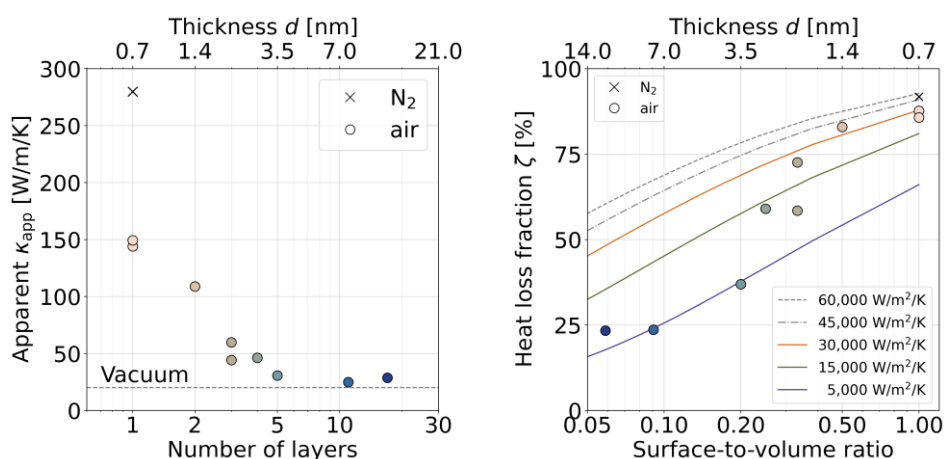 Thickness d [nm]
0.7 1.4 3.5 7.0 21.0
300
250
200
150
100
50
0
Apparent κapp [W/m/K]
N2
air
Vacuum
1 2 5 10 30
Number of layers
Thickness d [nm]
14.0 7.0 3.5 1.4 0.7
100
75
50
25
0
Heat loss fraction ζ [%]
N2
air
60,000 W/m²/K
45,000 W/m²/K
30,000 W/m²/K
15,000 W/m²/K
5,000 W/m²/K
0.05 0.10 0.20 0.50 1.00
Surface-to-volume ratio